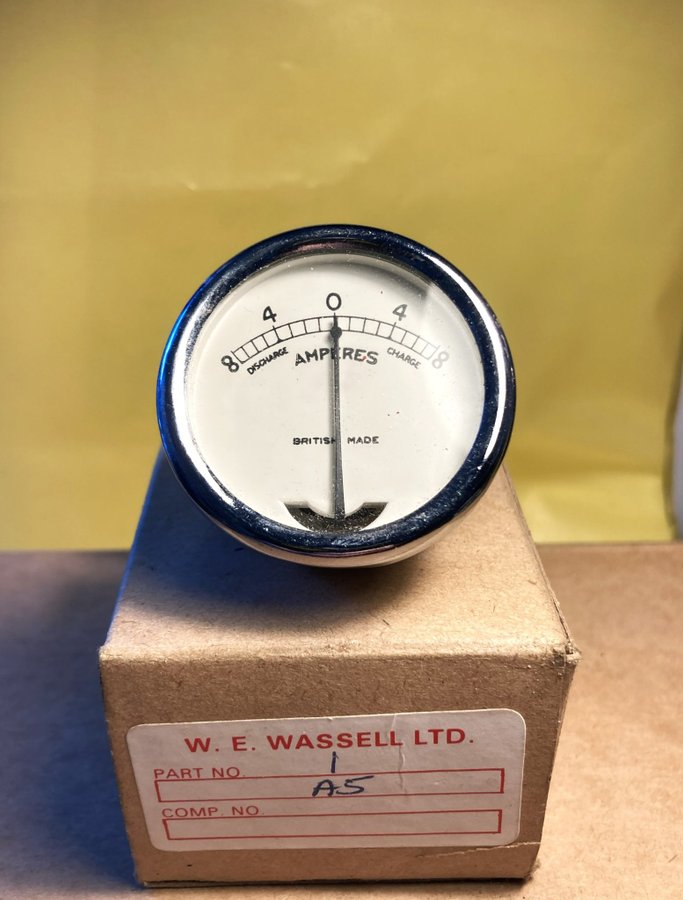 4 0 4
8 DISCHARGE AMPERES CHARGE 8
BRITISH MADE
W. E. WASSELL LTD.
1
PART NO.
A5
COMP. NO.